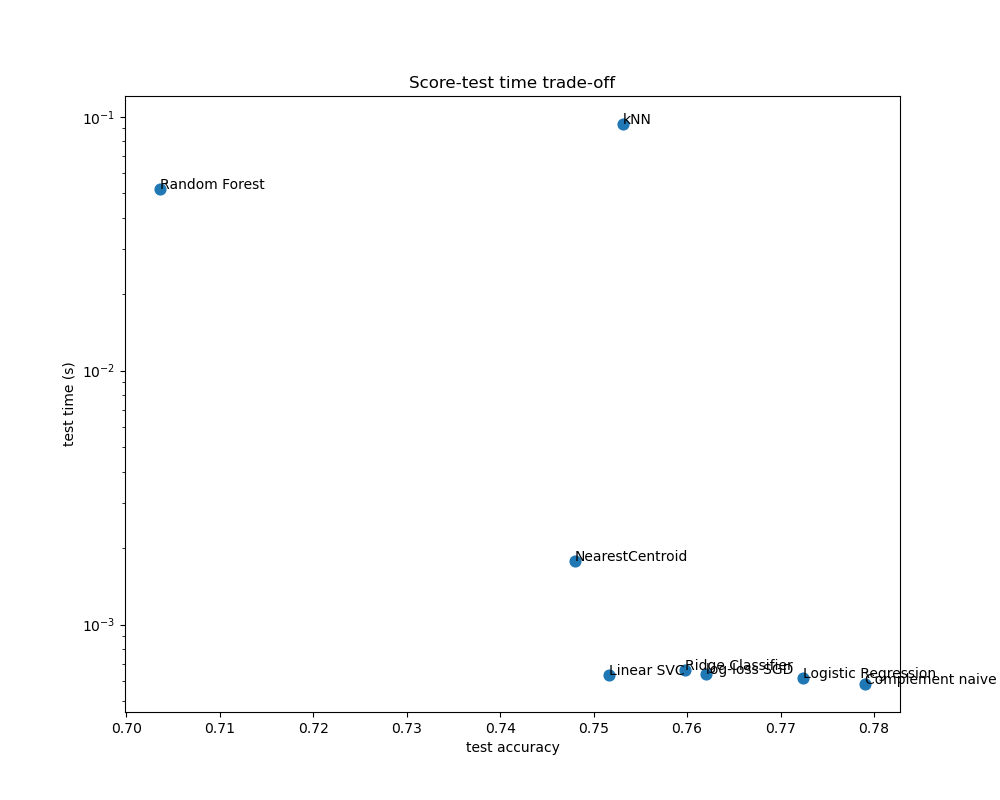 Score-test time trade-off
10⁻¹
kNN
Random Forest
10⁻²
test time (s)
NearestCentroid
10⁻³
Linear SVC
Ridge Classifier
log-loss SGD
Logistic Regression
Complement naive
0.70 0.71 0.72 0.73 0.74 0.75 0.76 0.77 0.78
test accuracy